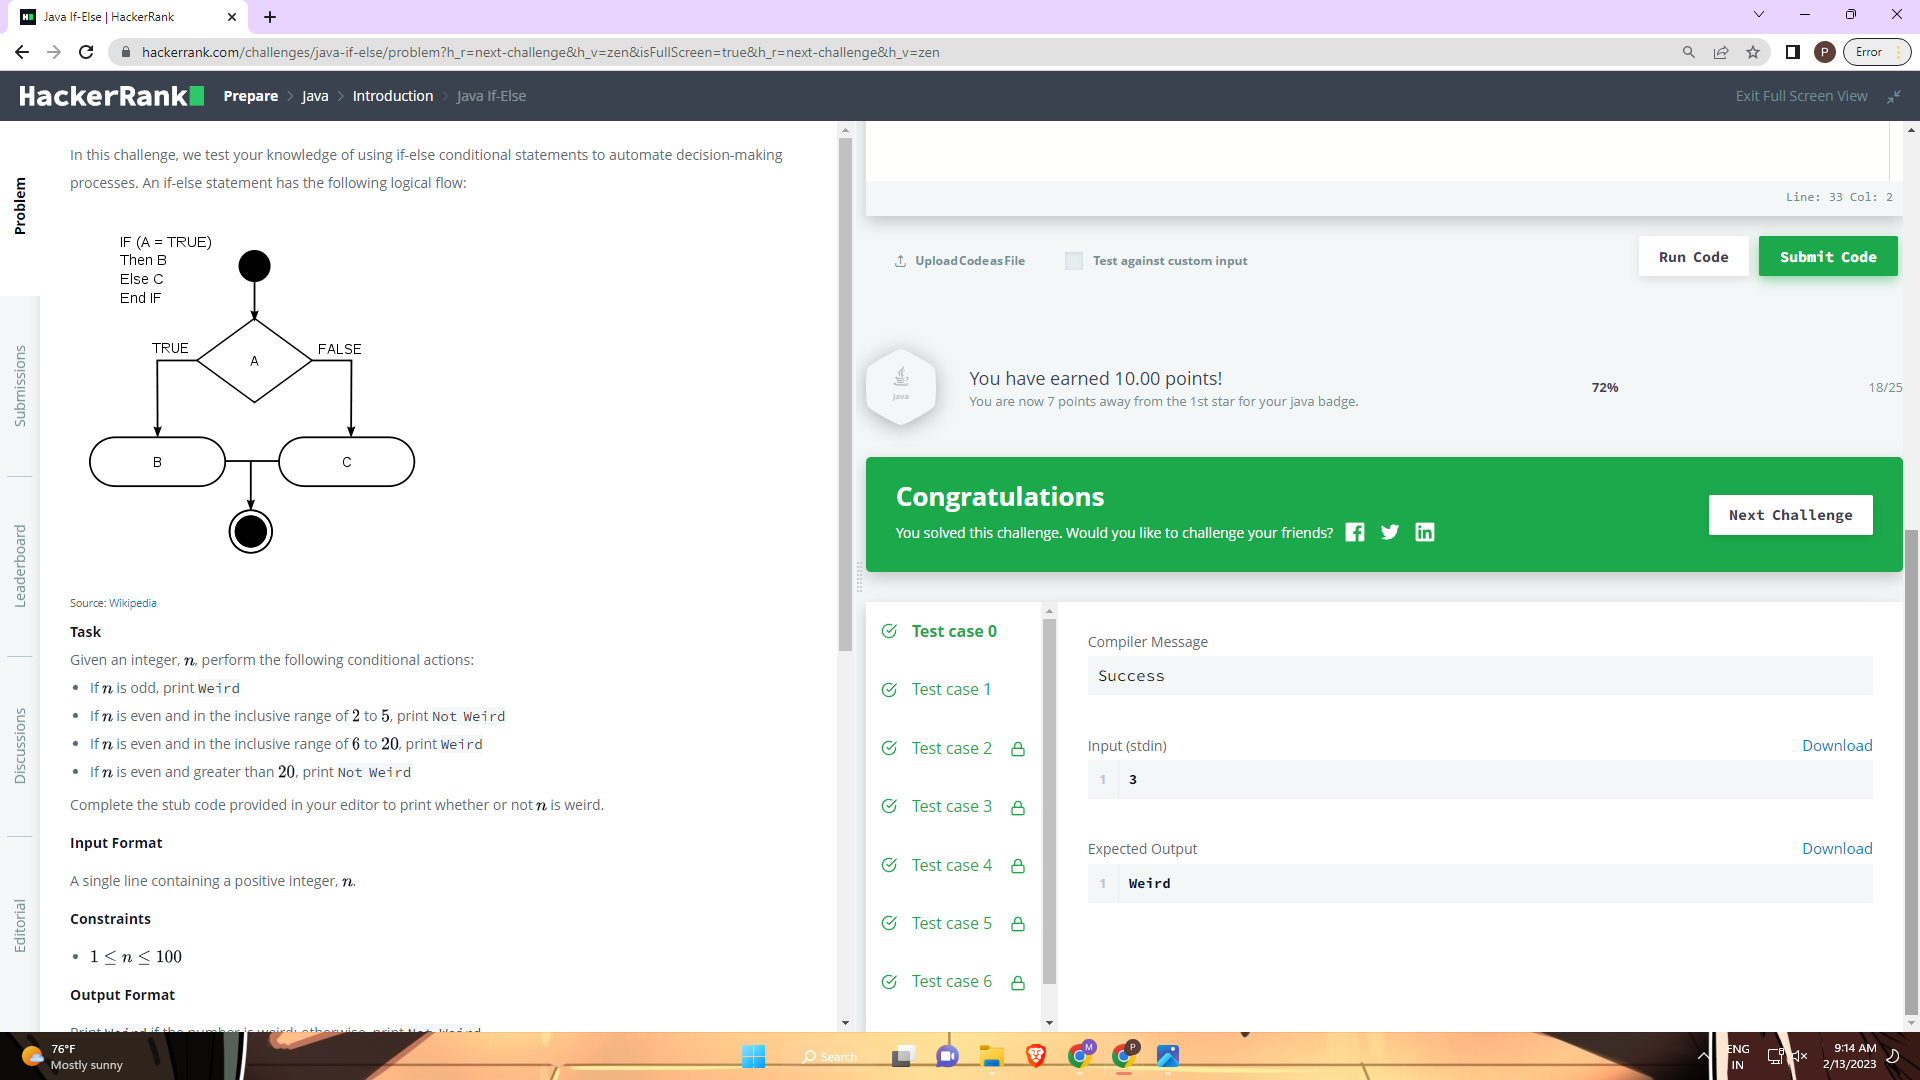 Java If-Else | HackerRank
hackerrank.com/challenges/java-if-else/problem?h_r=next-challenge&h_v=zen&isFullScreen=true&h_r=next-challenge&h_v=zen
P
Error
HackerRank
Prepare > Java > Introduction > Java If-Else
Exit Full Screen View
Problem
Submissions
Leaderboard
Discussions
Editorial
In this challenge, we test your knowledge of using if-else conditional statements to automate decision-making
processes. An if-else statement has the following logical flow:
IF (A = TRUE)
Then B
Else C
End IF
TRUE
A
FALSE
B
C
Source: Wikipedia
Task
Given an integer, n, perform the following conditional actions:
• If n is odd, print Weird
• If n is even and in the inclusive range of 2 to 5, print Not Weird
• If n is even and in the inclusive range of 6 to 20, print Weird
• If n is even and greater than 20, print Not Weird
Complete the stub code provided in your editor to print whether or not n is weird.
Input Format
A single line containing a positive integer, n.
Constraints
• 1 ≤ n ≤ 100
Output Format
Print Weird if the number is weird; otherwise, print Not Weird
Line: 33 Col: 2
Upload Code as File
Test against custom input
Run Code
Submit Code
Java
You have earned 10.00 points!
You are now 7 points away from the 1st star for your java badge.
72%
18/25
Congratulations
You solved this challenge. Would you like to challenge your friends?
Next Challenge
Test case 0
Test case 1
Test case 2
Test case 3
Test case 4
Test case 5
Test case 6
Compiler Message
Success
Input (stdin)
Download
1 3
Expected Output
Download
1 Weird
76°F
Mostly sunny
Search
M
P
ENG
IN
9:14 AM
2/13/2023